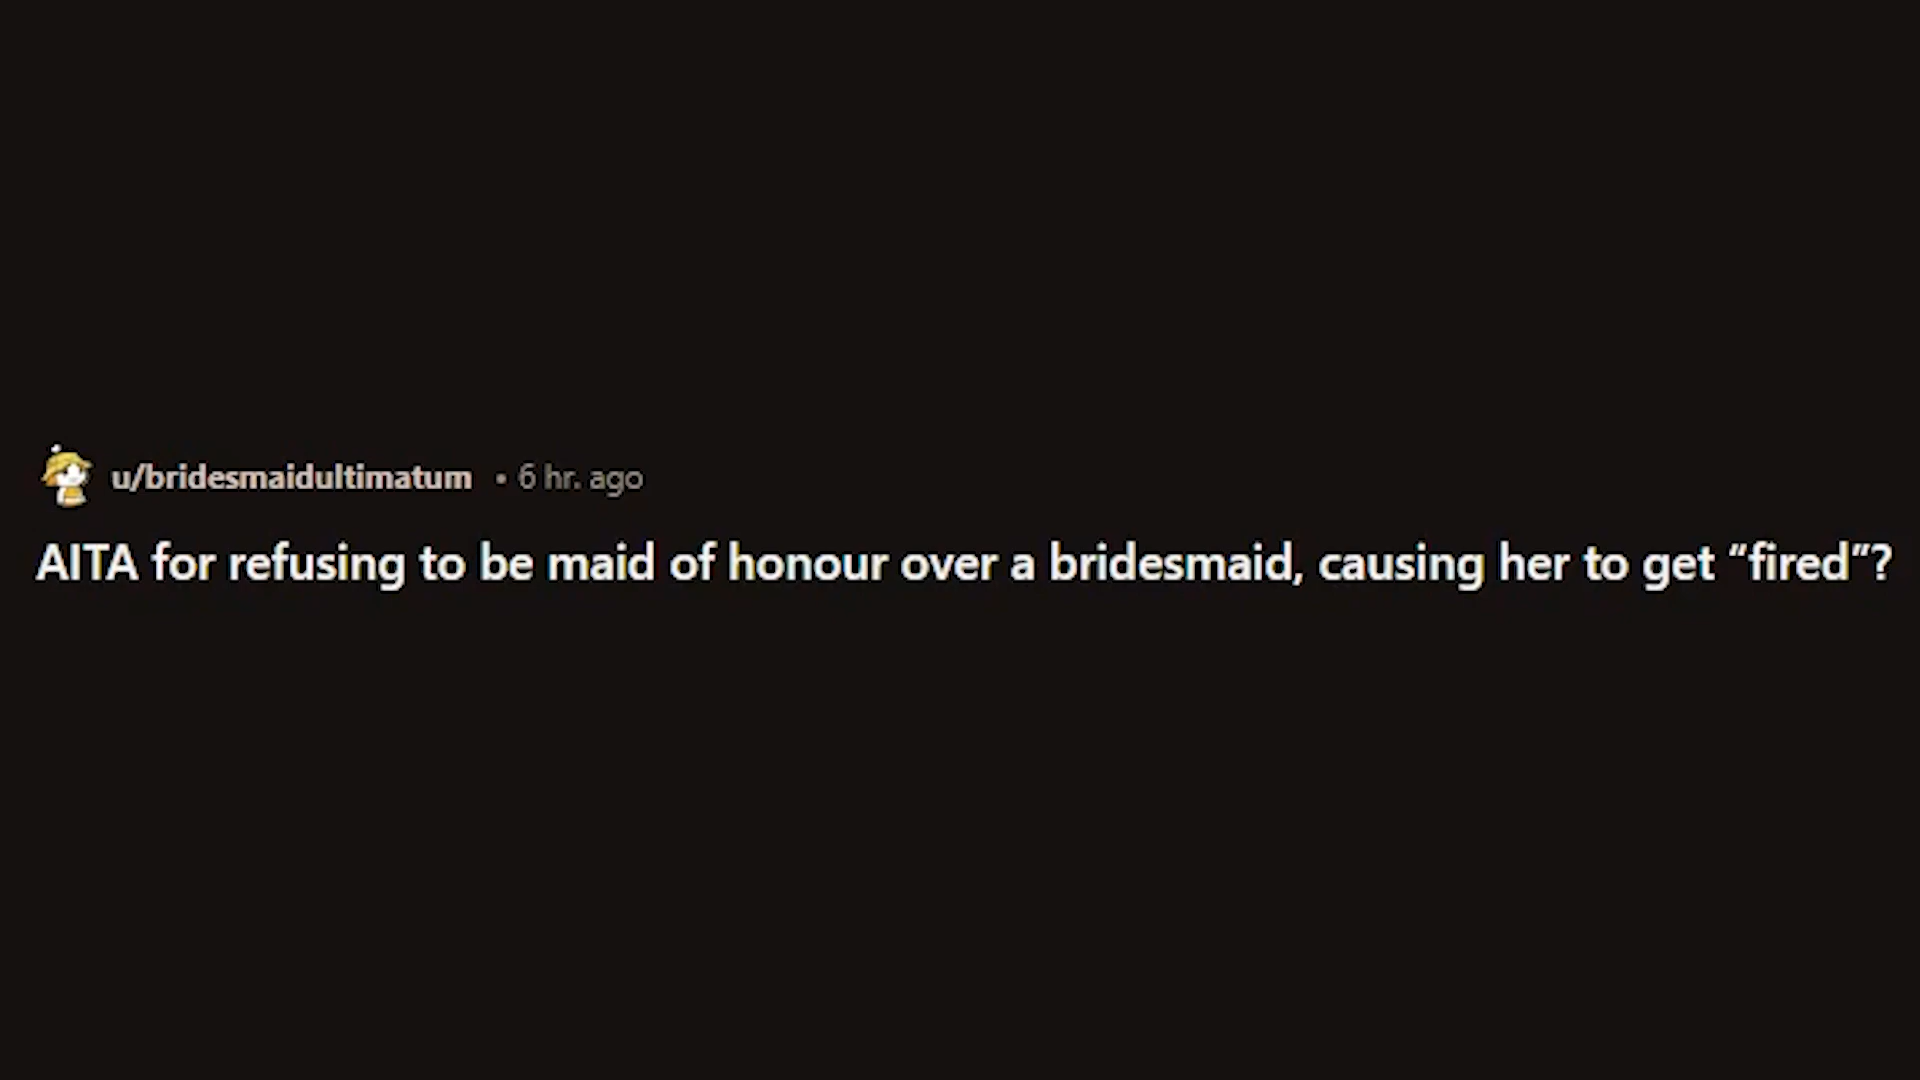 u/bridesmaidultimatum • 6 hr. ago
AITA for refusing to be maid of honour over a bridesmaid, causing her to get “fired”?